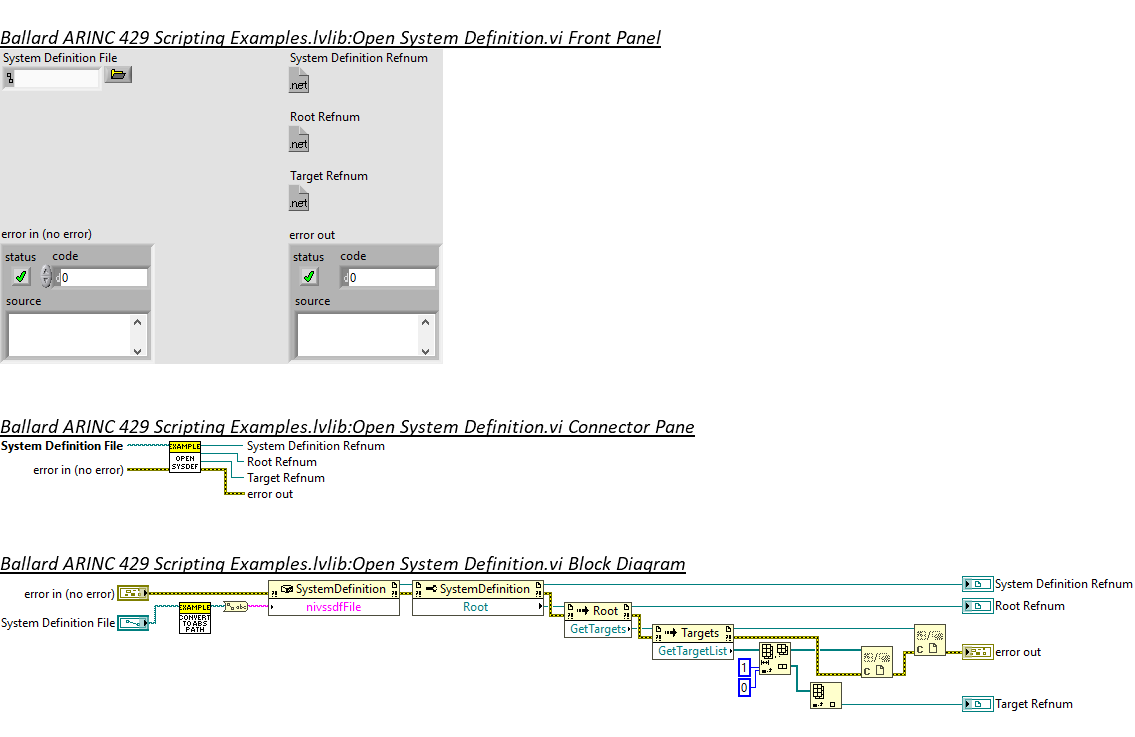 Ballard ARINC 429 Scripting Examples.lvlib:Open System Definition.vi Front Panel
System Definition File
System Definition Refnum
.net
Root Refnum
.net
Target Refnum
.net
error in (no error)
error out
status code
status code
d 0
d 0
source
source
Ballard ARINC 429 Scripting Examples.lvlib:Open System Definition.vi Connector Pane
System Definition File
EXAMPLE
OPEN
SYSDEF
System Definition Refnum
error in (no error)
Root Refnum
Target Refnum
error out
Ballard ARINC 429 Scripting Examples.lvlib:Open System Definition.vi Block Diagram
error in (no error)
System Definition File
EXAMPLE
CONVERT
TO ABS
PATH
abc
SystemDefinition
nivssdfFile
SystemDefinition
Root
Root
GetTargets
Targets
GetTargetList
1
0
C
C
System Definition Refnum
Root Refnum
error out
Target Refnum